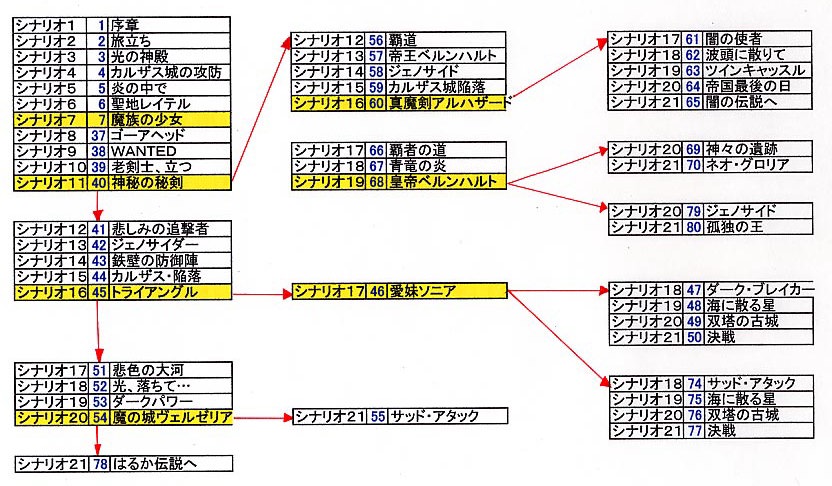 シナリオ1 1 序章
シナリオ2 2 旅立ち
シナリオ3 3 光の神殿
シナリオ4 4 カルザス城の攻防
シナリオ5 5 炎の中で
シナリオ6 6 聖地レイテル
シナリオ7 7 魔族の少女
シナリオ8 37 ゴーアヘッド
シナリオ9 38 WANTED
シナリオ10 39 老剣士、立つ
シナリオ11 40 神秘の秘剣
シナリオ12 41 悲しみの追撃者
シナリオ13 42 ジェノサイダー
シナリオ14 43 鉄壁の防御陣
シナリオ15 44 カルザス・陥落
シナリオ16 45 トライアングル
シナリオ17 51 悲色の大河
シナリオ18 52 光、落ちて…
シナリオ19 53 ダークパワー
シナリオ20 54 魔の城ヴェルゼリア
シナリオ21 78 はるか伝説へ
シナリオ12 56 覇道
シナリオ13 57 帝王ベルンハルト
シナリオ14 58 ジェノサイド
シナリオ15 59 カルザス城陥落
シナリオ16 60 真魔剣アルハザード
シナリオ17 66 覇者の道
シナリオ18 67 青竜の炎
シナリオ19 68 皇帝ベルンハルト
シナリオ17 46 愛妹ソニア
シナリオ21 55 サッド・アタック
シナリオ17 61 闇の使者
シナリオ18 62 波頭に散りて
シナリオ19 63 ツインキャッスル
シナリオ20 64 帝国最後の日
シナリオ21 65 闇の伝説へ
シナリオ20 69 神々の遺跡
シナリオ21 70 ネオ・グロリア
シナリオ20 79 ジェノサイド
シナリオ21 80 孤独の王
シナリオ18 47 ダーク・ブレイカー
シナリオ19 48 海に散る星
シナリオ20 49 双塔の古城
シナリオ21 50 決戦
シナリオ18 74 サッド・アタック
シナリオ19 75 海に散る星
シナリオ20 76 双塔の古城
シナリオ21 77 決戦